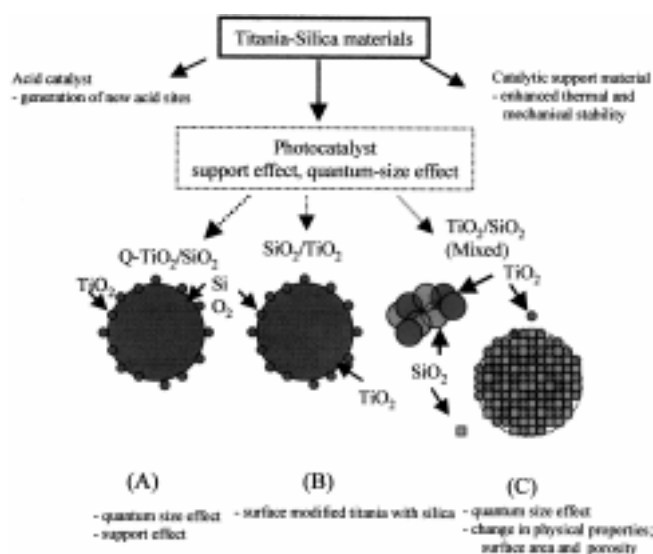 Titania-Silica materials
Acid catalyst
- generation of new acid sites
Catalytic support material
- enhanced thermal and
mechanical stability
Photocatalyst
support effect, quantum-size effect
Q-TiO₂/SiO₂
SiO₂/TiO₂
TiO₂/SiO₂
(Mixed)
TiO₂
Si
O₂
TiO₂
TiO₂
SiO₂
(A)
(B)
(C)
- quantum size effect
- support effect
- surface modified titania with silica
- quantum size effect
- change in physical properties;
surface area and porosity